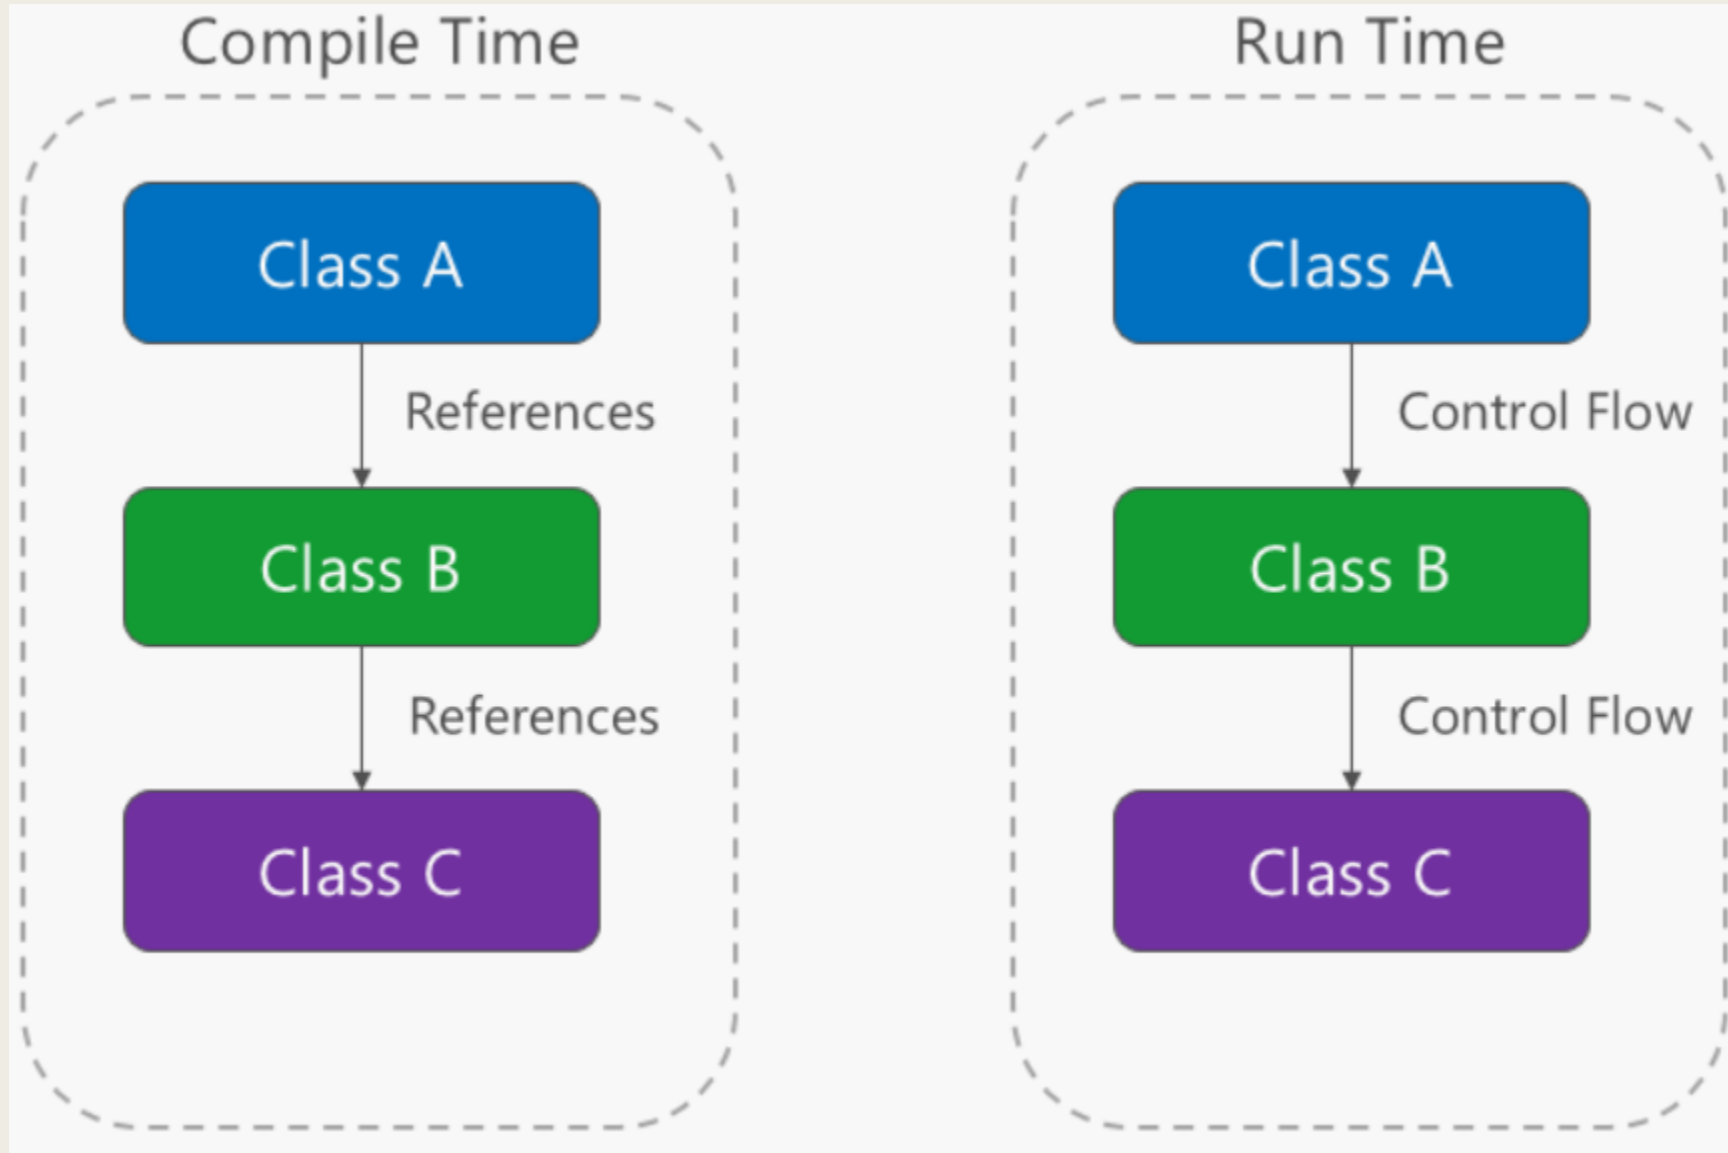 Compile Time
Class A
References
Class B
References
Class C
Run Time
Class A
Control Flow
Class B
Control Flow
Class C